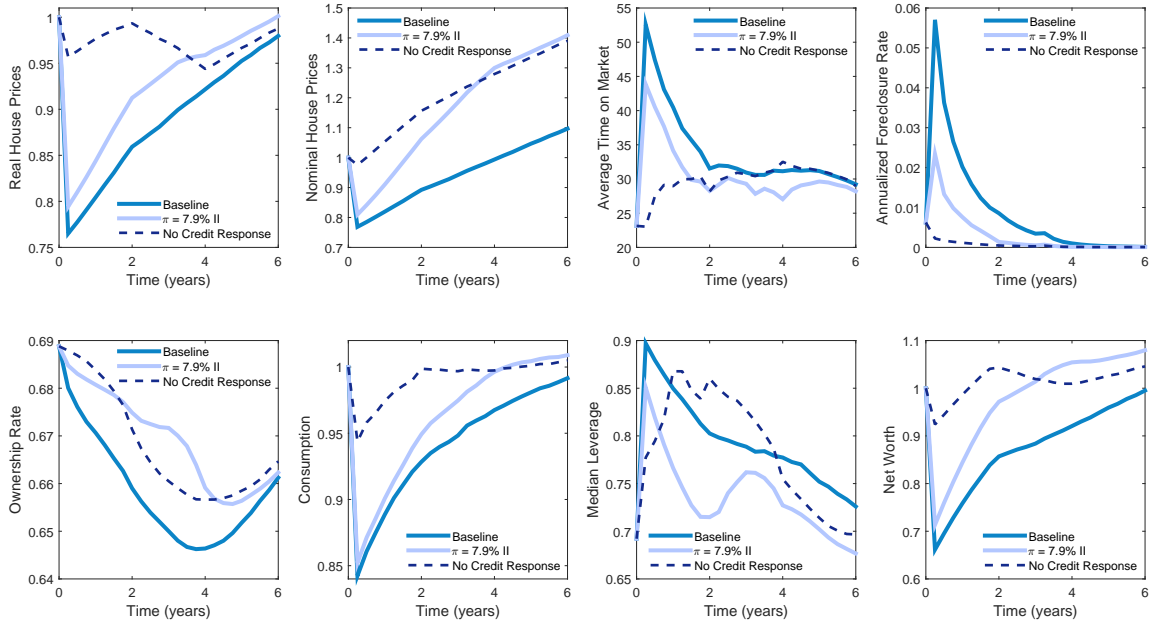 Real House Prices
1
0.95
0.9
0.85
0.8
0.75
Baseline
π = 7.9% II
No Credit Response
0 2 4 6
Time (years)
Nominal House Prices
1.5
1.4
1.3
1.2
1.1
1
0.9
0.8
0.7
Baseline
π = 7.9% II
No Credit Response
0 2 4 6
Time (years)
Average Time on Market
55
50
45
40
35
30
25
20
Baseline
π = 7.9% II
No Credit Response
0 2 4 6
Time (years)
Annualized Foreclosure Rate
0.06
0.05
0.04
0.03
0.02
0.01
0
Baseline
π = 7.9% II
No Credit Response
0 2 4 6
Time (years)
Ownership Rate
0.69
0.68
0.67
0.66
0.65
0.64
Baseline
π = 7.9% II
No Credit Response
0 2 4 6
Time (years)
Consumption
1
0.95
0.9
0.85
Baseline
π = 7.9% II
No Credit Response
0 2 4 6
Time (years)
Median Leverage
0.9
0.85
0.8
0.75
0.7
0.65
Baseline
π = 7.9% II
No Credit Response
0 2 4 6
Time (years)
Net Worth
1.1
1
0.9
0.8
0.7
0.6
Baseline
π = 7.9% II
No Credit Response
0 2 4 6
Time (years)